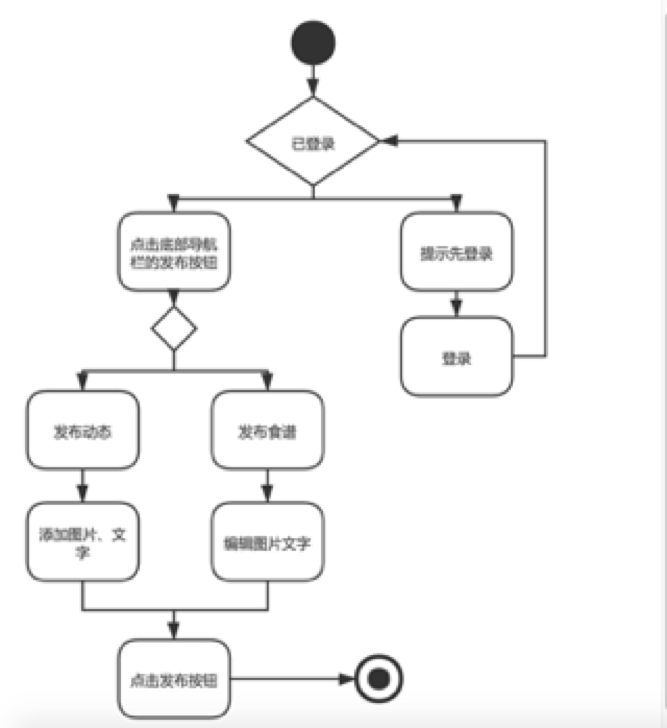 已登录
点击底部导航
栏的发布按钮
提示先登录
登录
发布动态
发布食谱
添加图片、文
字
编辑图片文字
点击发布按钮